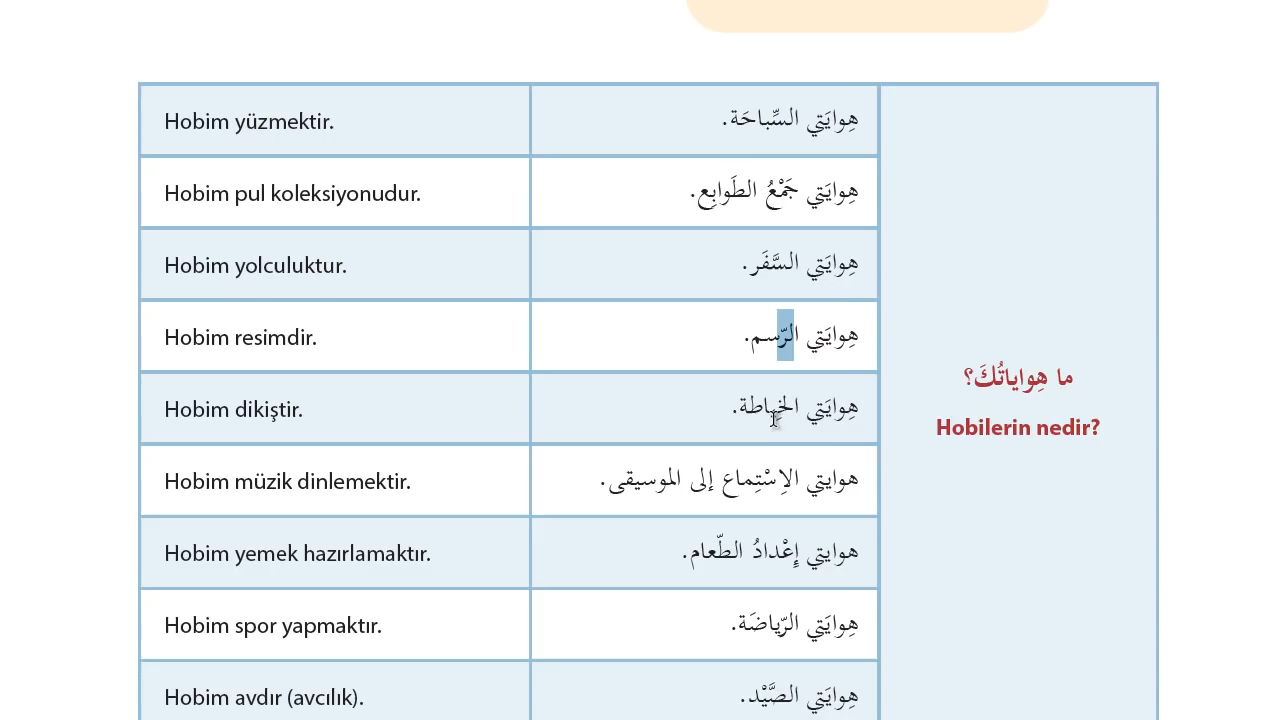 Hobim yüzmektir.
هِوايَتي السِّباحَة.
Hobim pul koleksiyonudur.
هِوايَتي جَمْعُ الطَوابِع.
Hobim yolculuktur.
هِوايَتي السَّفَر.
Hobim resimdir.
هِوايَتي الرّسم.
ما هِواياتُكَ؟
Hobim dikiştir.
هِوايَتي الخِياطة.
Hobilerin nedir?
Hobim müzik dinlemektir.
هوايتي الاِسْتِماع إلى الموسيقى.
Hobim yemek hazırlamaktır.
هوايتي إِعْدادُ الطّعام.
Hobim spor yapmaktır.
هِوايَتي الرّياضَة.
Hobim avdır (avcılık).
هِوايَتي الصَّيْد.